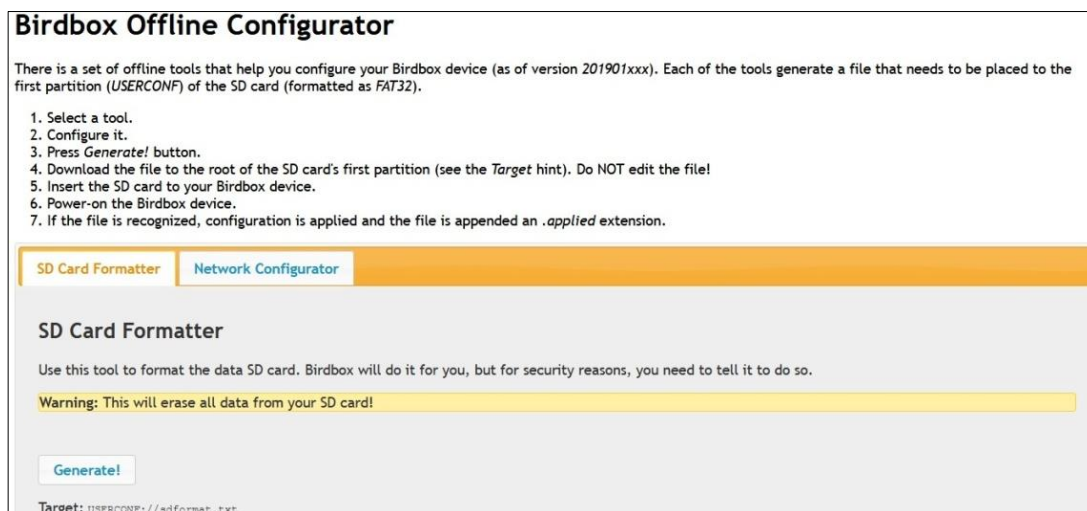 Birdbox Offline Configurator
There is a set of offline tools that help you configure your Birdbox device (as of version 201901xxx). Each of the tools generate a file that needs to be placed to the
first partition (USERCONF) of the SD card (formatted as FAT32).
1. Select a tool.
2. Configure it.
3. Press Generate! button.
4. Download the file to the root of the SD card's first partition (see the Target hint). Do NOT edit the file!
5. Insert the SD card to your Birdbox device.
6. Power-on the Birdbox device.
7. If the file is recognized, configuration is applied and the file is appended an .applied extension.
SD Card Formatter Network Configurator
SD Card Formatter
Use this tool to format the data SD card. Birdbox will do it for you, but for security reasons, you need to tell it to do so.
Warning: This will erase all data from your SD card!
Generate!
Target: USERCONF://sdformat.txt